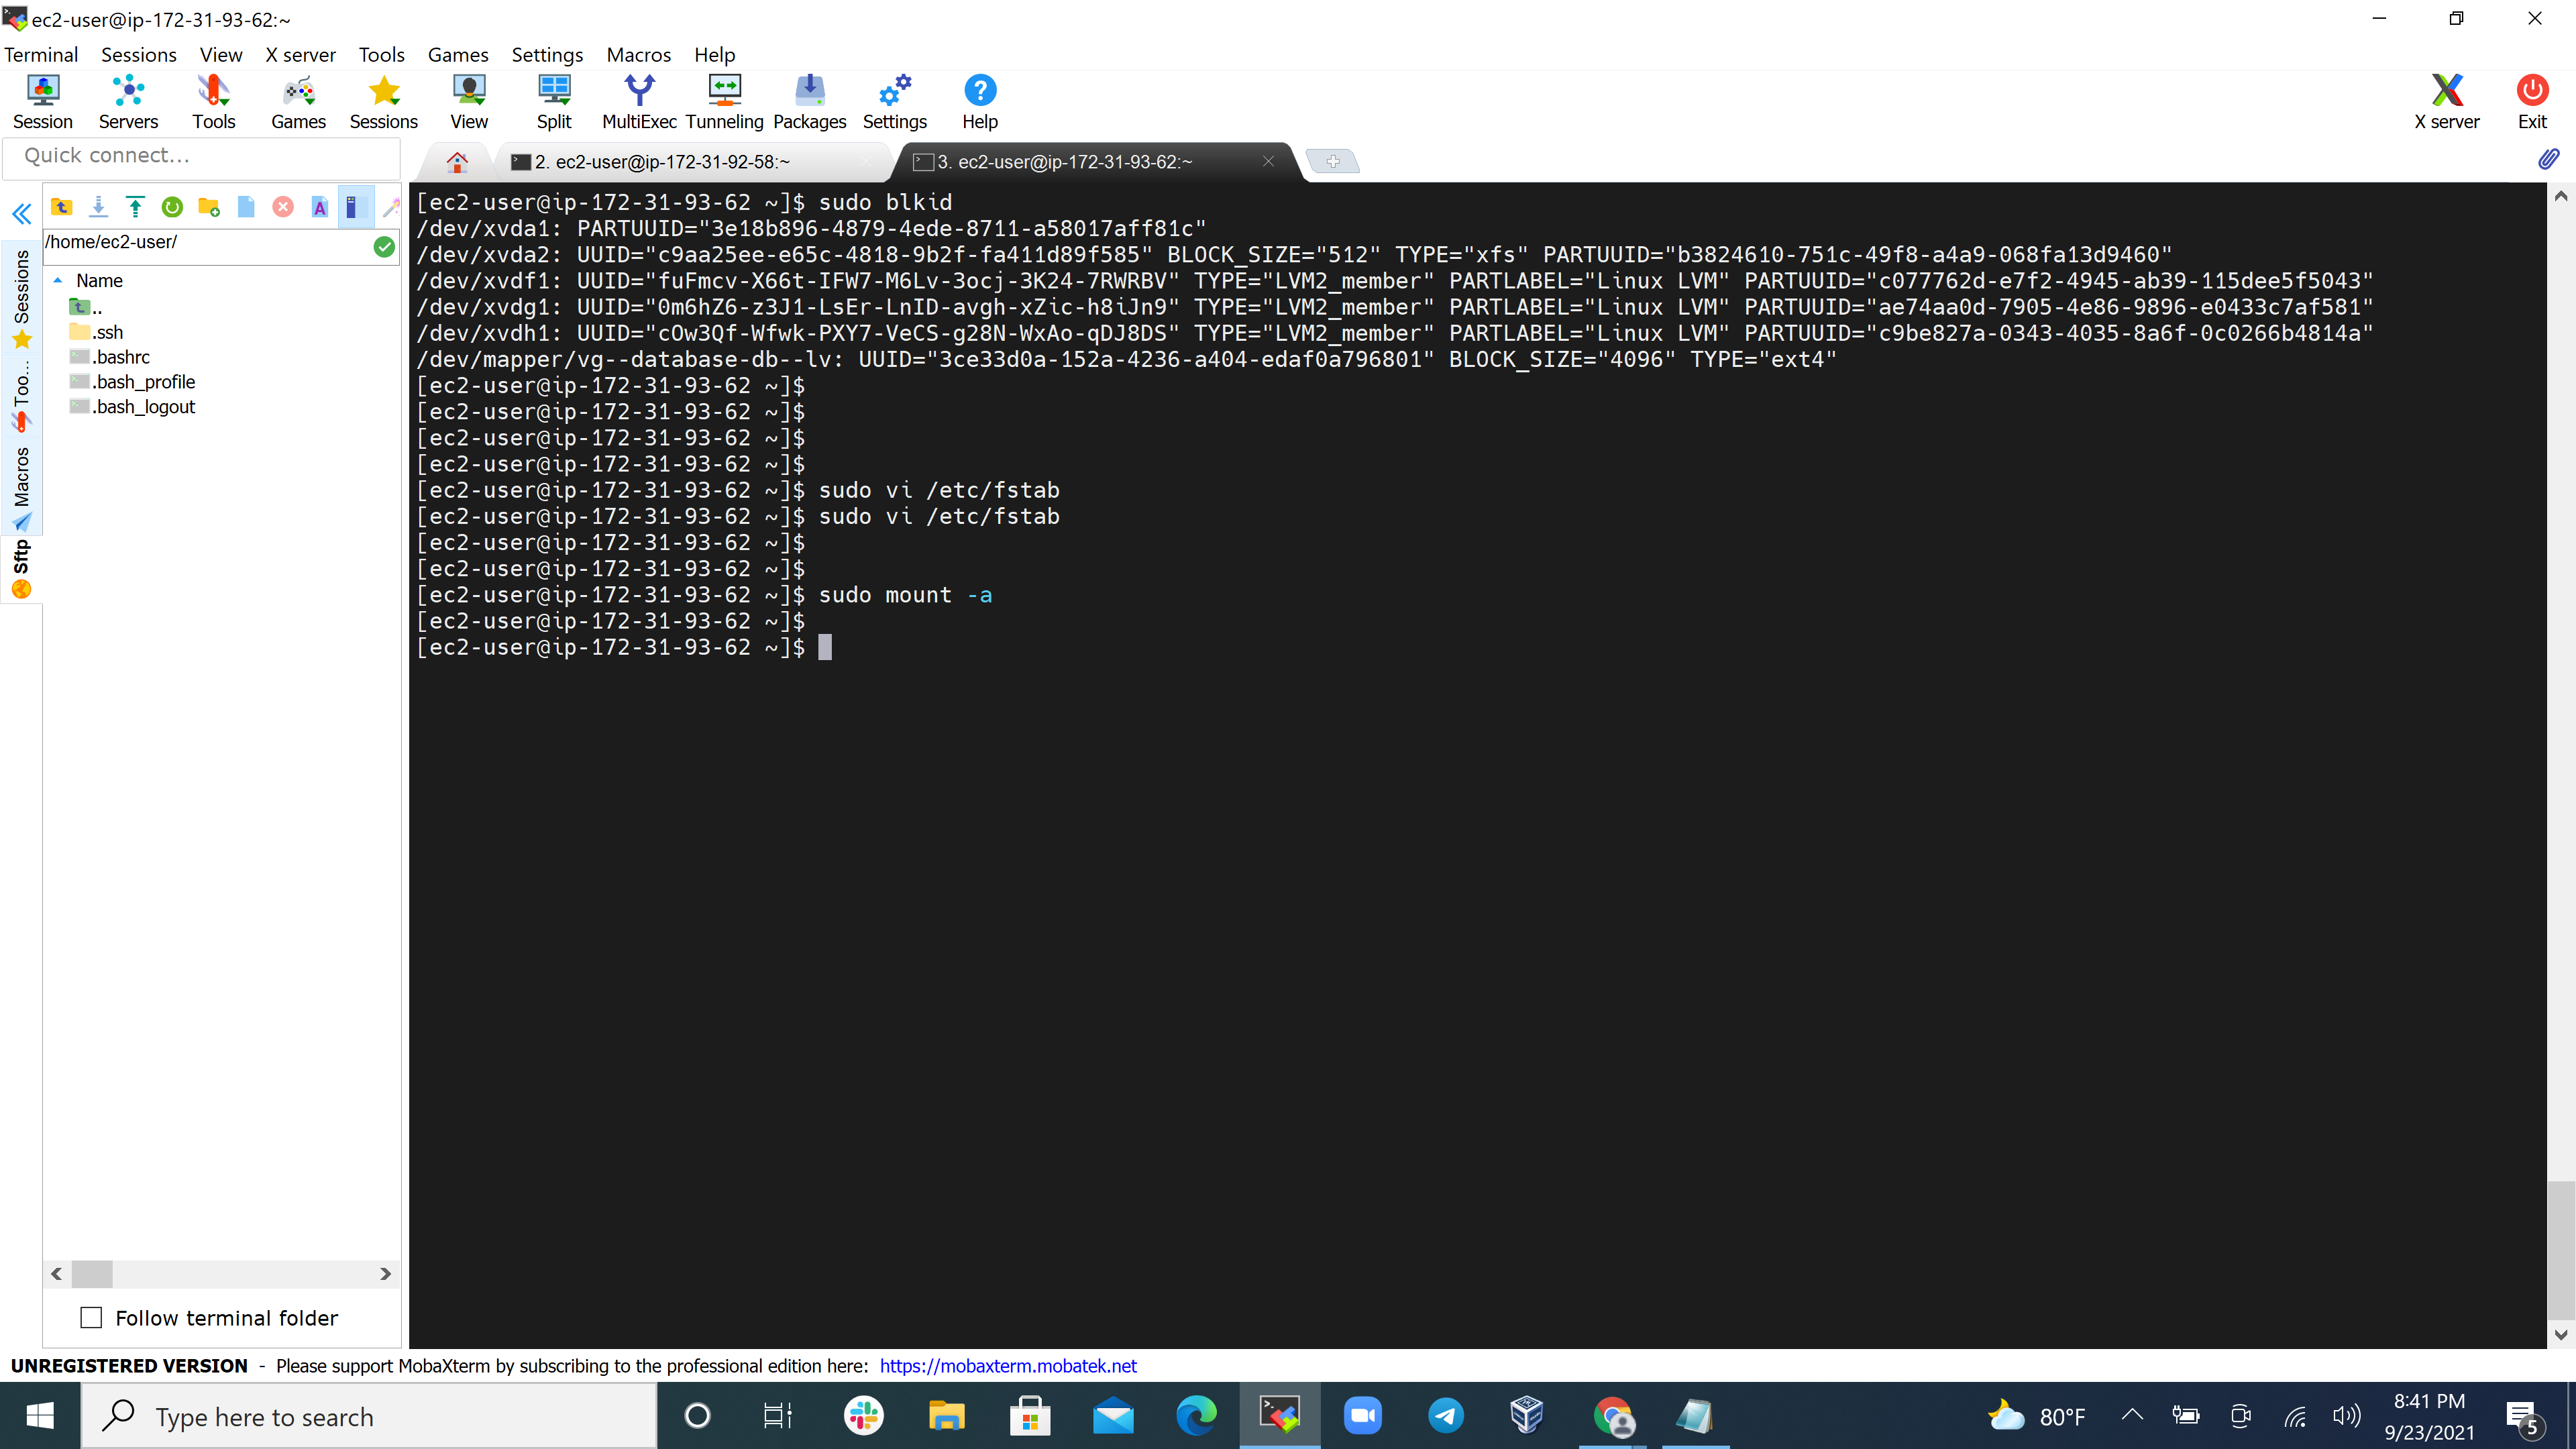 ec2-user@ip-172-31-93-62:~
Terminal Sessions View X server Tools Games Settings Macros Help
Session Servers Tools Games Sessions View Split MultiExec Tunneling Packages Settings Help X server Exit
Quick connect...
2. ec2-user@ip-172-31-92-58:~
3. ec2-user@ip-172-31-93-62:~
/home/ec2-user/
Name
..
.ssh
.bashrc
.bash_profile
.bash_logout
Sessions
Too...
Macros
Sftp
[ec2-user@ip-172-31-93-62 ~]$ sudo blkid
/dev/xvda1: PARTUUID="3e18b896-4879-4ede-8711-a58017aff81c"
/dev/xvda2: UUID="c9aa25ee-e65c-4818-9b2f-fa411d89f585" BLOCK_SIZE="512" TYPE="xfs" PARTUUID="b3824610-751c-49f8-a4a9-068fa13d9460"
/dev/xvdf1: UUID="fuFmcv-X66t-IFW7-M6Lv-3ocj-3K24-7RWRBV" TYPE="LVM2_member" PARTLABEL="Linux LVM" PARTUUID="c077762d-e7f2-4945-ab39-115dee5f5043"
/dev/xvdg1: UUID="0m6hZ6-z3J1-LsEr-LnID-avgh-xZic-h8iJn9" TYPE="LVM2_member" PARTLABEL="Linux LVM" PARTUUID="ae74aa0d-7905-4e86-9896-e0433c7af581"
/dev/xvdh1: UUID="cOw3Qf-Wfwk-PXY7-VeCS-g28N-WxAo-qDJ8DS" TYPE="LVM2_member" PARTLABEL="Linux LVM" PARTUUID="c9be827a-0343-4035-8a6f-0c0266b4814a"
/dev/mapper/vg--database-db--lv: UUID="3ce33d0a-152a-4236-a404-edaf0a796801" BLOCK_SIZE="4096" TYPE="ext4"
[ec2-user@ip-172-31-93-62 ~]$
[ec2-user@ip-172-31-93-62 ~]$
[ec2-user@ip-172-31-93-62 ~]$
[ec2-user@ip-172-31-93-62 ~]$
[ec2-user@ip-172-31-93-62 ~]$ sudo vi /etc/fstab
[ec2-user@ip-172-31-93-62 ~]$ sudo vi /etc/fstab
[ec2-user@ip-172-31-93-62 ~]$
[ec2-user@ip-172-31-93-62 ~]$
[ec2-user@ip-172-31-93-62 ~]$ sudo mount -a
[ec2-user@ip-172-31-93-62 ~]$
[ec2-user@ip-172-31-93-62 ~]$
Follow terminal folder
UNREGISTERED VERSION - Please support MobaXterm by subscribing to the professional edition here: https://mobaxterm.mobatek.net
Type here to search
80°F
8:41 PM
9/23/2021
5